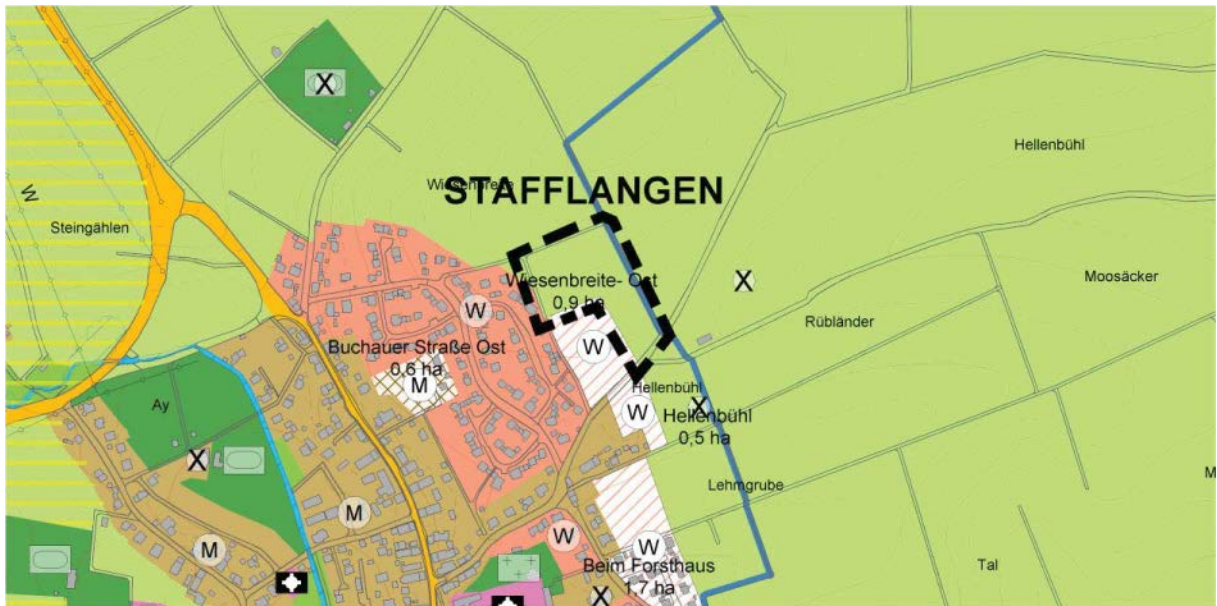 X
Hellenbühl
Wiesenbreite
STAFFLANGEN
W
Steingählen
Wiesenbreite- Ost
0,9 ha
X
Moosäcker
W
Rübländer
Buchauer Straße Ost
0,6 ha
W
M
Hellenbühl
Ay
W
X
Hellenbühl
0,5 ha
X
Lehmgrube
M
M
W
W
Beim Forsthaus
1,7 ha
Tal
X
M